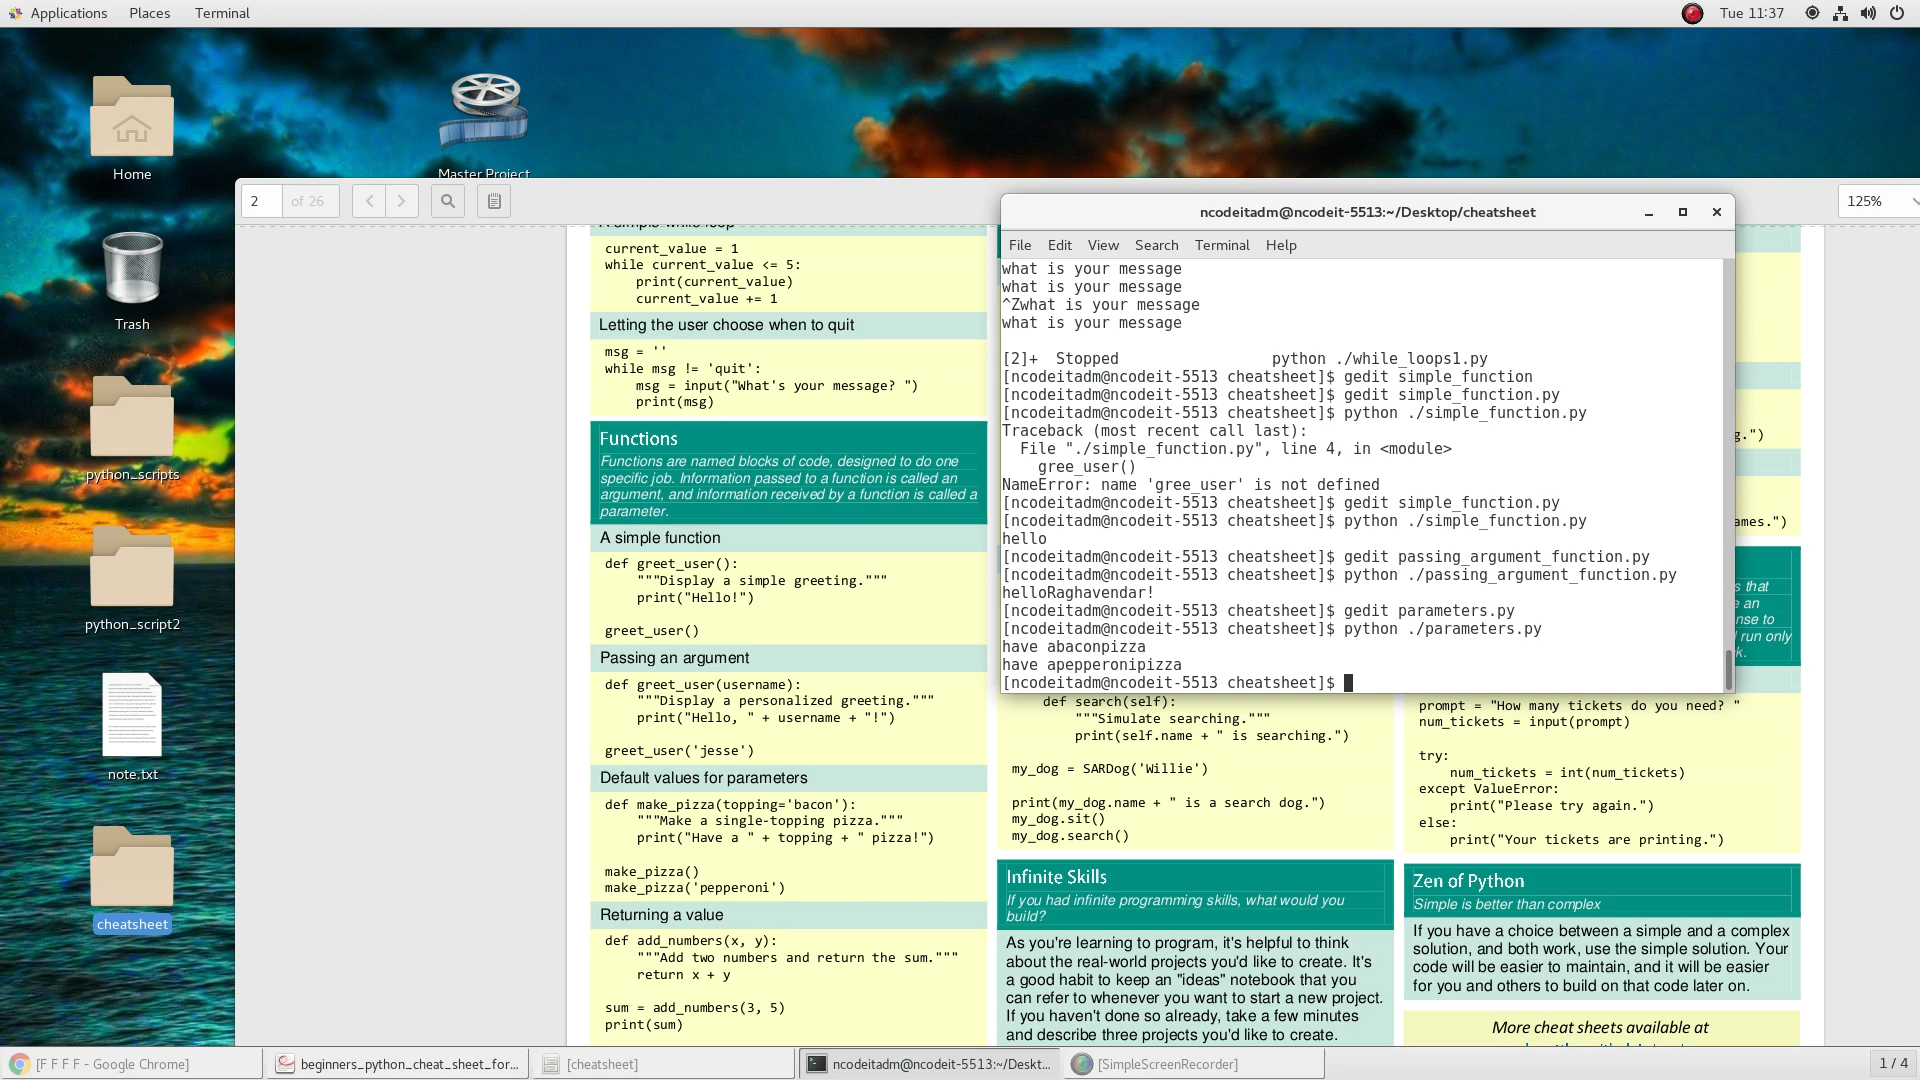 Applications Places Terminal
Tue 11:37
Home
Master Project
Trash
python_scripts
python_script2
note.txt
cheatsheet
2 of 26
125%
current_value = 1
while current_value <= 5:
    print(current_value)
    current_value += 1
Letting the user choose when to quit
msg = ''
while msg != 'quit':
    msg = input("What's your message? ")
    print(msg)
Functions
Functions are named blocks of code, designed to do one
specific job. Information passed to a function is called an
argument, and information received by a function is called a
parameter.
A simple function
def greet_user():
    """Display a simple greeting."""
    print("Hello!")
greet_user()
Passing an argument
def greet_user(username):
    """Display a personalized greeting."""
    print("Hello, " + username + "!")
greet_user('jesse')
Default values for parameters
def make_pizza(topping='bacon'):
    """Make a single-topping pizza."""
    print("Have a " + topping + " pizza!")
make_pizza()
make_pizza('pepperoni')
Returning a value
def add_numbers(x, y):
    """Add two numbers and return the sum."""
    return x + y
sum = add_numbers(3, 5)
print(sum)
ncodeitadm@ncodeit-5513:~/Desktop/cheatsheet
File Edit View Search Terminal Help
what is your message
what is your message
^Zwhat is your message
what is your message
[2]+  Stopped                 python ./while_loops1.py
[ncodeitadm@ncodeit-5513 cheatsheet]$ gedit simple_function
[ncodeitadm@ncodeit-5513 cheatsheet]$ gedit simple_function.py
[ncodeitadm@ncodeit-5513 cheatsheet]$ python ./simple_function.py
Traceback (most recent call last):
  File "./simple_function.py", line 4, in <module>
    gree_user()
NameError: name 'gree_user' is not defined
[ncodeitadm@ncodeit-5513 cheatsheet]$ gedit simple_function.py
[ncodeitadm@ncodeit-5513 cheatsheet]$ python ./simple_function.py
hello
[ncodeitadm@ncodeit-5513 cheatsheet]$ gedit passing_argument_function.py
[ncodeitadm@ncodeit-5513 cheatsheet]$ python ./passing_argument_function.py
helloRaghavendar!
[ncodeitadm@ncodeit-5513 cheatsheet]$ gedit parameters.py
[ncodeitadm@ncodeit-5513 cheatsheet]$ python ./parameters.py
have abaconpizza
have apepperonipizza
[ncodeitadm@ncodeit-5513 cheatsheet]$
def search(self):
    """Simulate searching."""
    print(self.name + " is searching.")
my_dog = SARDog('Willie')
print(my_dog.name + " is a search dog.")
my_dog.sit()
my_dog.search()
Infinite Skills
If you had infinite programming skills, what would you
build?
As you're learning to program, it's helpful to think
about the real-world projects you'd like to create. It's
a good habit to keep an "ideas" notebook that you
can refer to whenever you want to start a new project.
If you haven't done so already, take a few minutes
and describe three projects you'd like to create.
g.")
ames.")
s that
e an
nse to
run only
k.
prompt = "How many tickets do you need? "
num_tickets = input(prompt)
try:
    num_tickets = int(num_tickets)
except ValueError:
    print("Please try again.")
else:
    print("Your tickets are printing.")
Zen of Python
Simple is better than complex
If you have a choice between a simple and a complex
solution, and both work, use the simple solution. Your
code will be easier to maintain, and it will be easier
for you and others to build on that code later on.
More cheat sheets available at
[F F F F - Google Chrome]
beginners_python_cheat_sheet_for...
[cheatsheet]
ncodeitadm@ncodeit-5513:~/Deskt...
[SimpleScreenRecorder]
1 / 4